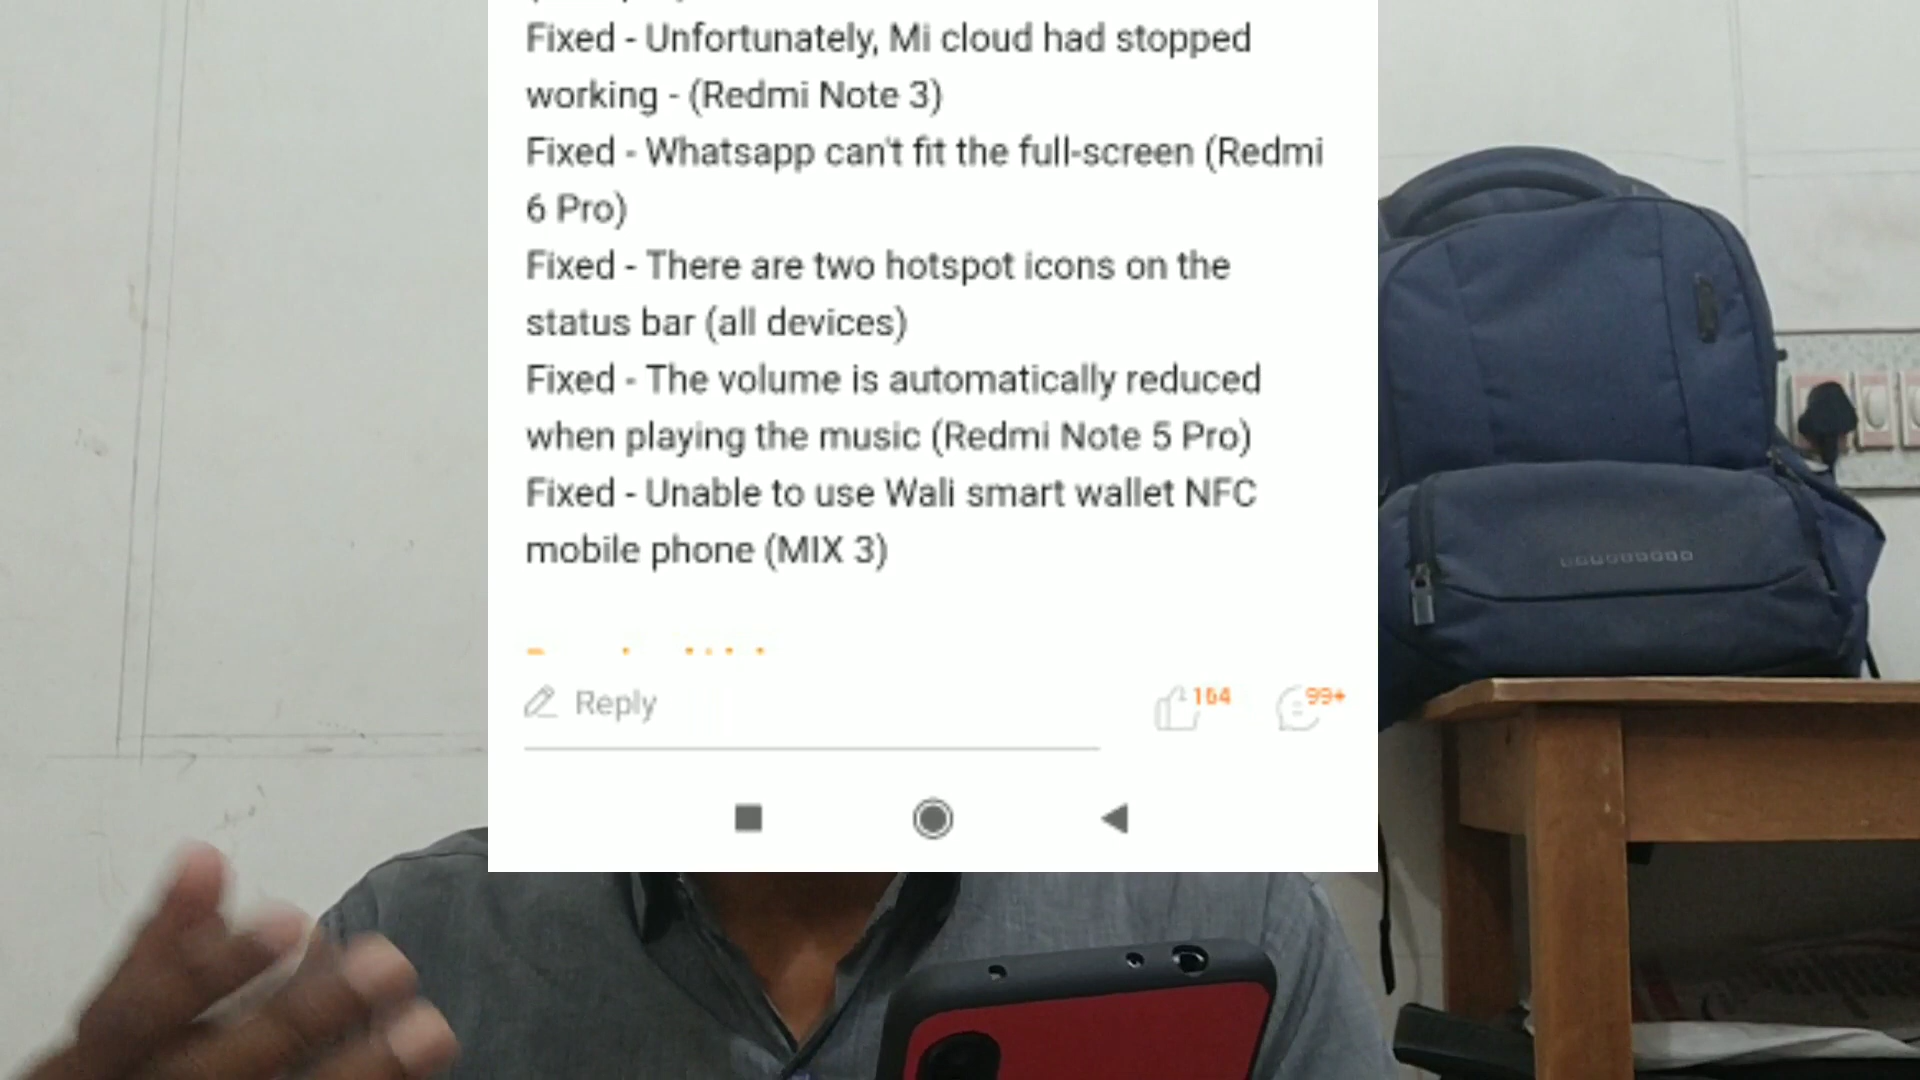 Fixed - Unfortunately, Mi cloud had stopped
working - (Redmi Note 3)
Fixed - Whatsapp can't fit the full-screen (Redmi
6 Pro)
Fixed - There are two hotspot icons on the
status bar (all devices)
Fixed - The volume is automatically reduced
when playing the music (Redmi Note 5 Pro)
Fixed - Unable to use Wali smart wallet NFC
mobile phone (MIX 3)
Reply
164
99+